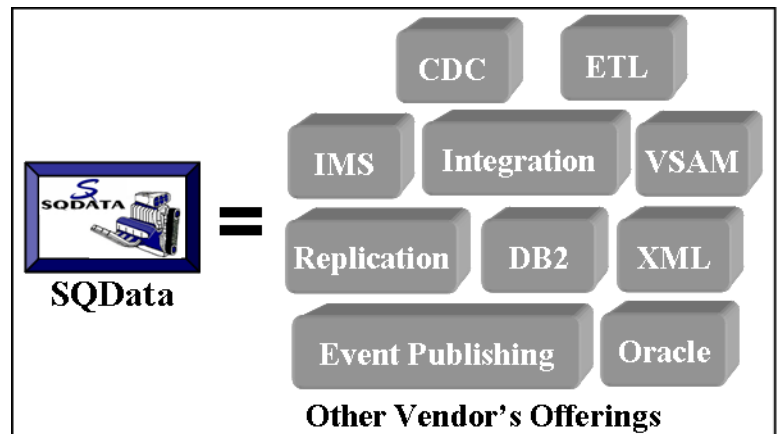 CDC
ETL
IMS
Integration
VSAM
SQDATA
=
Replication
DB2
XML
SQData
Event Publishing
Oracle
Other Vendor's Offerings